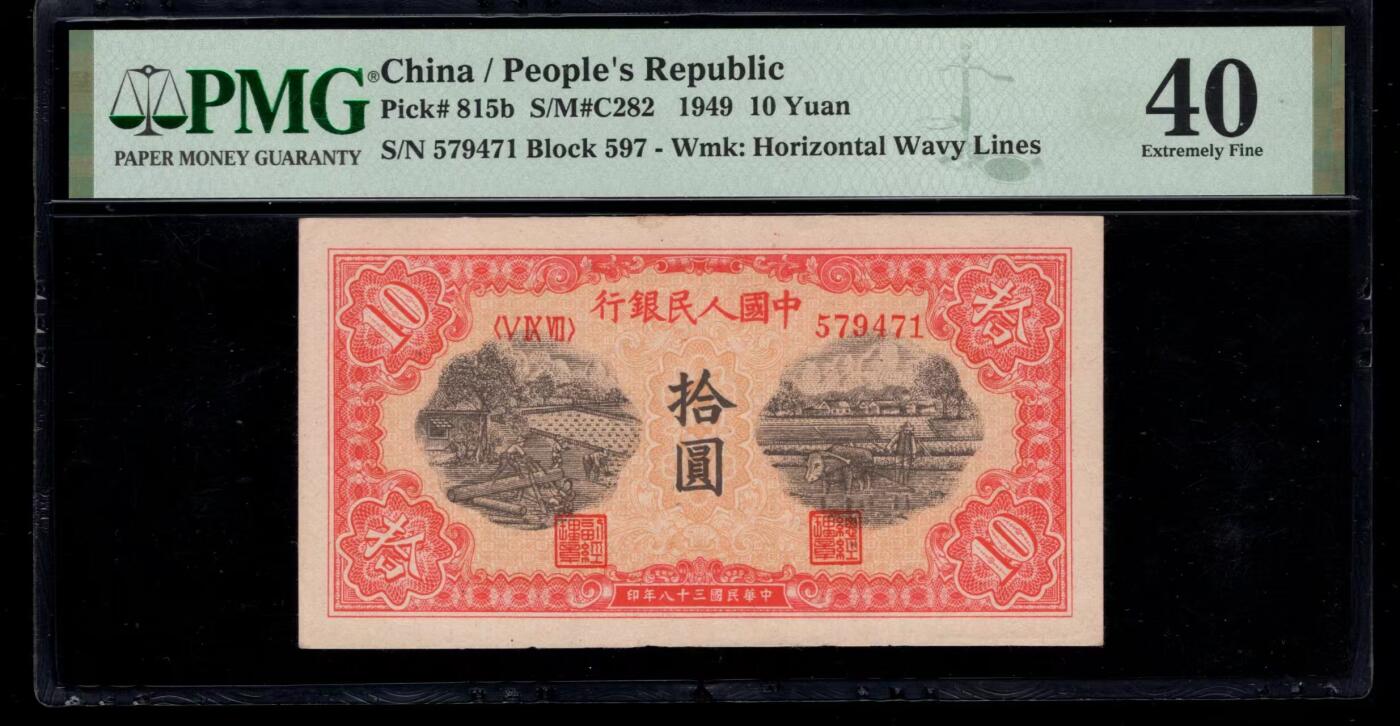 PMG®
PAPER MONEY GUARANTY
China / People's Republic
Pick# 815b S/M#C282 1949 10 Yuan
S/N 579471 Block 597 - Wmk: Horizontal Wavy Lines
40
Extremely Fine
10
拾
行銀民人國中
〈Ⅴ Ⅸ Ⅶ〉
579471
拾
圓
拾
10
印年八十三國民華中